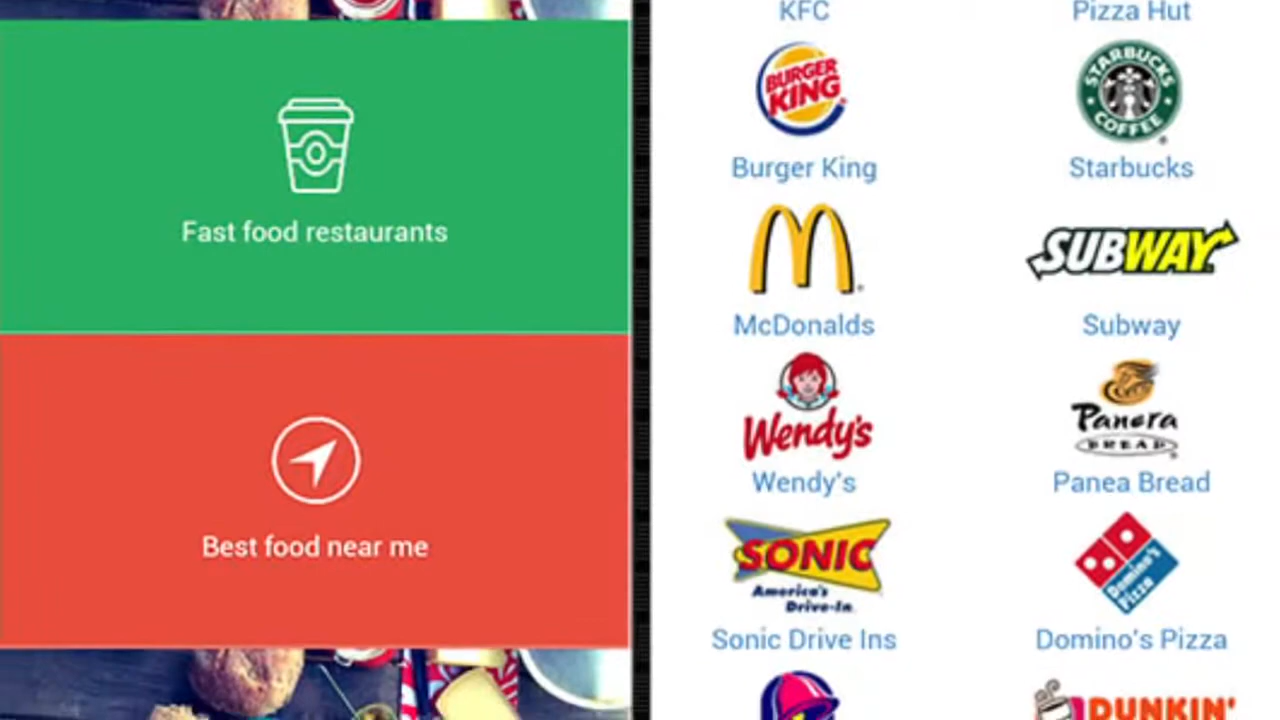 Fast food restaurants
Best food near me
KFC
Pizza Hut
BURGER
KING
STARBUCKS
COFFEE
Burger King
Starbucks
SUBWAY
McDonalds
Subway
Wendy's
Panera
BREAD
Wendy's
Panea Bread
SONIC
America's
Drive-In
Domino's
Pizza
Sonic Drive Ins
Domino's Pizza
DUNKIN'